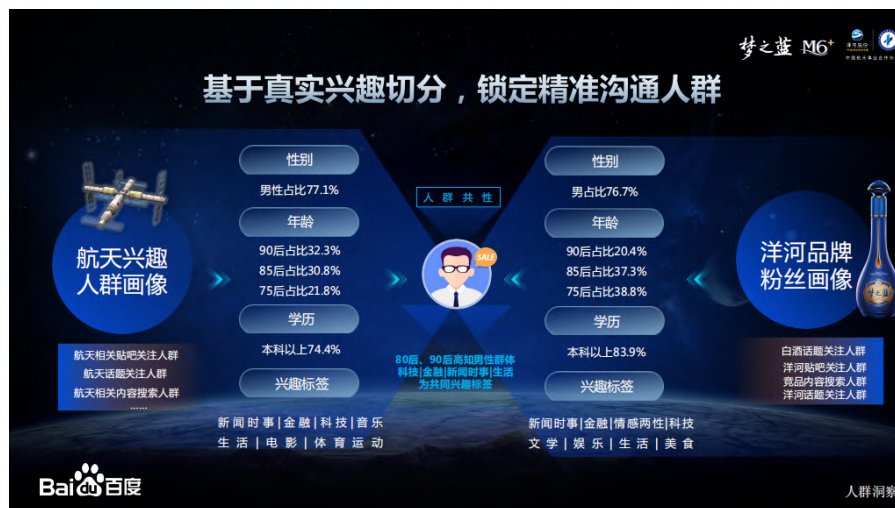 梦之蓝 M6+
洋河股份
基于真实兴趣切分，锁定精准沟通人群
航天兴趣
人群画像
航天相关贴吧关注人群
航天话题关注人群
航天相关内容搜索人群
......
性别
男性占比77.1%
年龄
90后占比32.3%
85后占比30.8%
75后占比21.8%
学历
本科以上74.4%
兴趣标签
新闻时事|金融|科技|音乐
生活|电影|体育运动
人群共性
SALE
80后、90后高知男性群体
科技|金融|新闻时事|生活
为共同兴趣标签
性别
男占比76.7%
年龄
90后占比20.4%
85后占比37.3%
75后占比38.8%
学历
本科以上83.9%
兴趣标签
新闻时事|金融|情感两性|科技
文学|娱乐|生活|美食
洋河品牌
粉丝画像
梦之蓝
白酒话题关注人群
洋河贴吧关注人群
竞品内容搜索人群
洋河话题关注人群
Bai du 百度
人群洞察